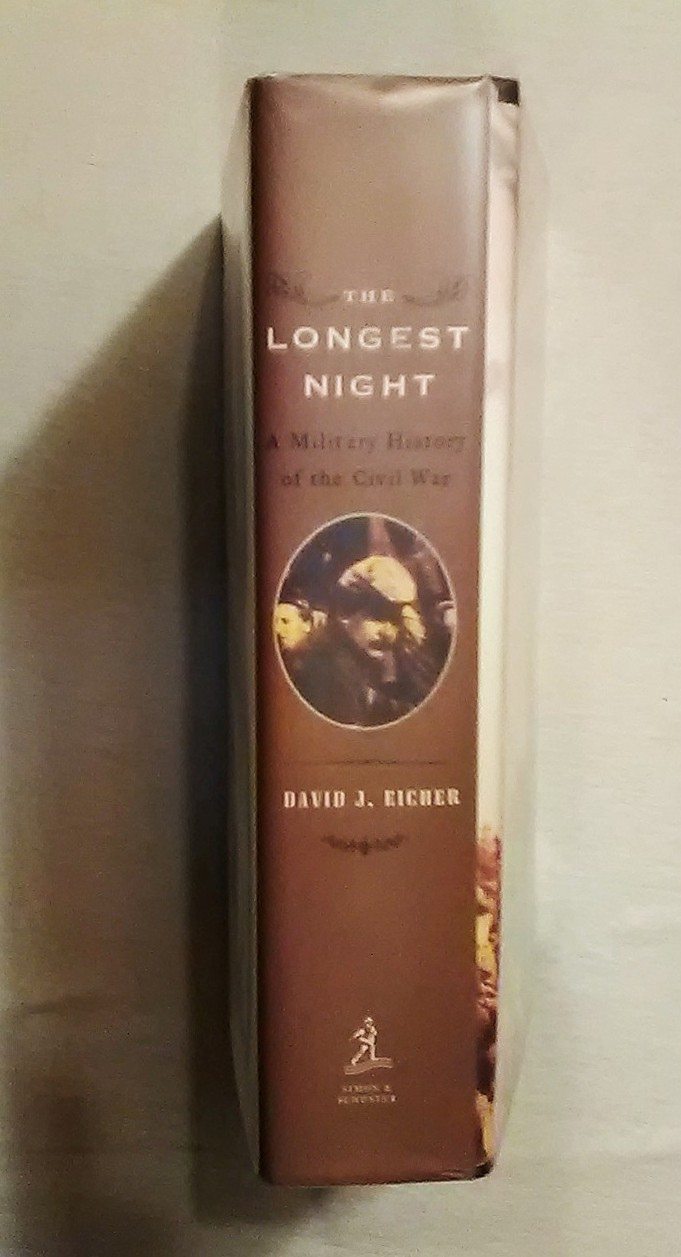 THE
LONGEST
NIGHT
A Military History
of the Civil War
DAVID J. EICHER
SIMON &
SCHUSTER